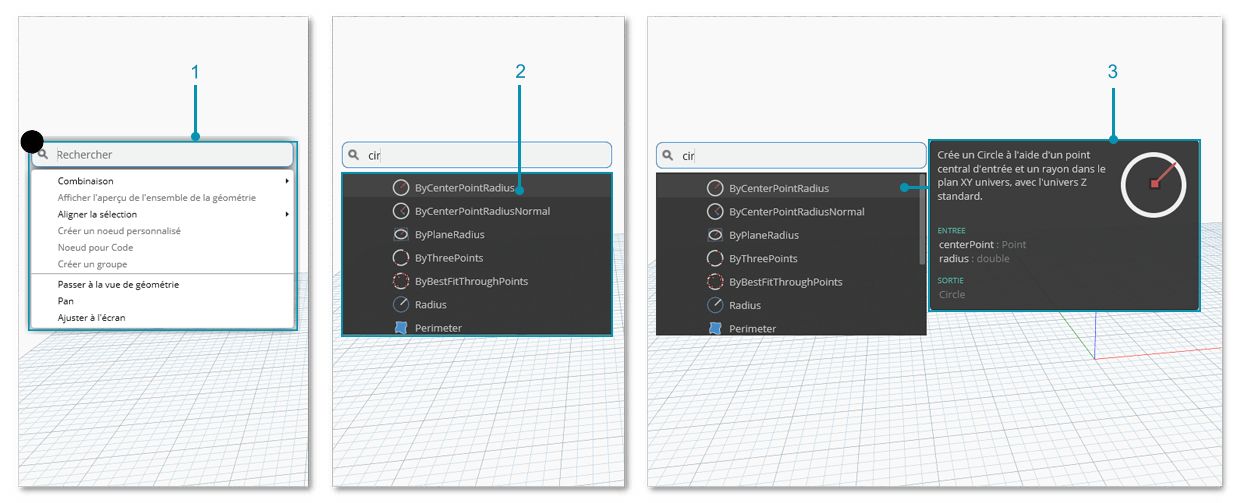 1
Rechercher
Combinaison
Afficher l'aperçu de l'ensemble de la géométrie
Aligner la sélection
Créer un noeud personnalisé
Noeud pour Code
Créer un groupe
Passer à la vue de géométrie
Pan
Ajuster à l'écran
2
cir
ByCenterPointRadius
ByCenterPointRadiusNormal
ByPlaneRadius
ByThreePoints
ByBestFitThroughPoints
Radius
Perimeter
3
cir
ByCenterPointRadius
ByCenterPointRadiusNormal
ByPlaneRadius
ByThreePoints
ByBestFitThroughPoints
Radius
Perimeter
Crée un Circle à l'aide d'un point
central d'entrée et un rayon dans le
plan XY univers, avec l'univers Z
standard.
ENTREE
centerPoint : Point
radius : double
SORTIE
Circle